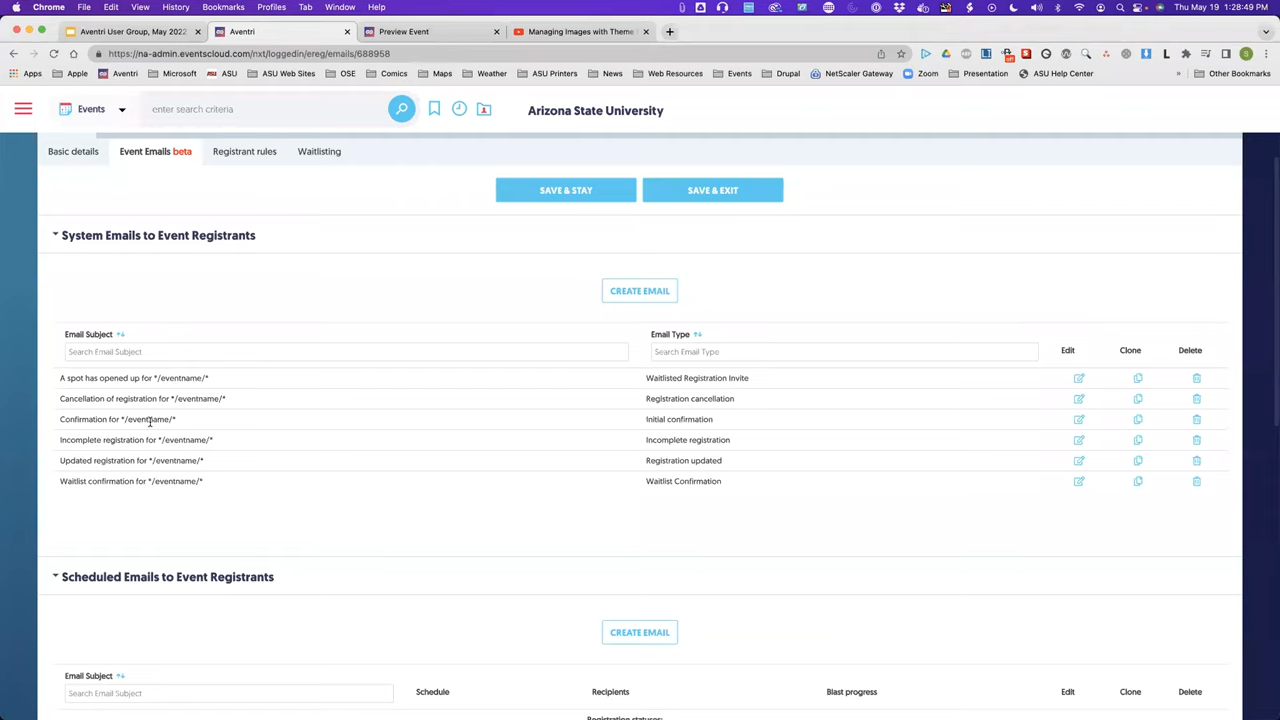 Chrome File Edit View History Bookmarks Profiles Tab Window Help
Thu May 19 1:28:49 PM
Aventri User Group, May 2022
Aventri
Preview Event
Managing Images with Theme
https://na-admin.eventscloud.com/nxt/loggedin/ereg/emails/688958
Apps Apple Aventri Microsoft ASU ASU Web Sites OSE Comics Maps Weather ASU Printers News Web Resources Events Drupal NetScaler Gateway Zoom Presentation ASU Help Center » Other Bookmarks
Events enter search criteria Arizona State University
Basic details Event Emails beta Registrant rules Waitlisting
SAVE & STAY SAVE & EXIT
System Emails to Event Registrants
CREATE EMAIL
Email Subject Email Type
Search Email Subject Search Email Type Edit Clone Delete
A spot has opened up for */eventname/* Waitlisted Registration Invite
Cancellation of registration for */eventname/* Registration cancellation
Confirmation for */eventname/* Initial confirmation
Incomplete registration for */eventname/* Incomplete registration
Updated registration for */eventname/* Registration updated
Waitlist confirmation for */eventname/* Waitlist Confirmation
Scheduled Emails to Event Registrants
CREATE EMAIL
Email Subject
Search Email Subject Schedule Recipients Blast progress Edit Clone Delete
Registration statuses: